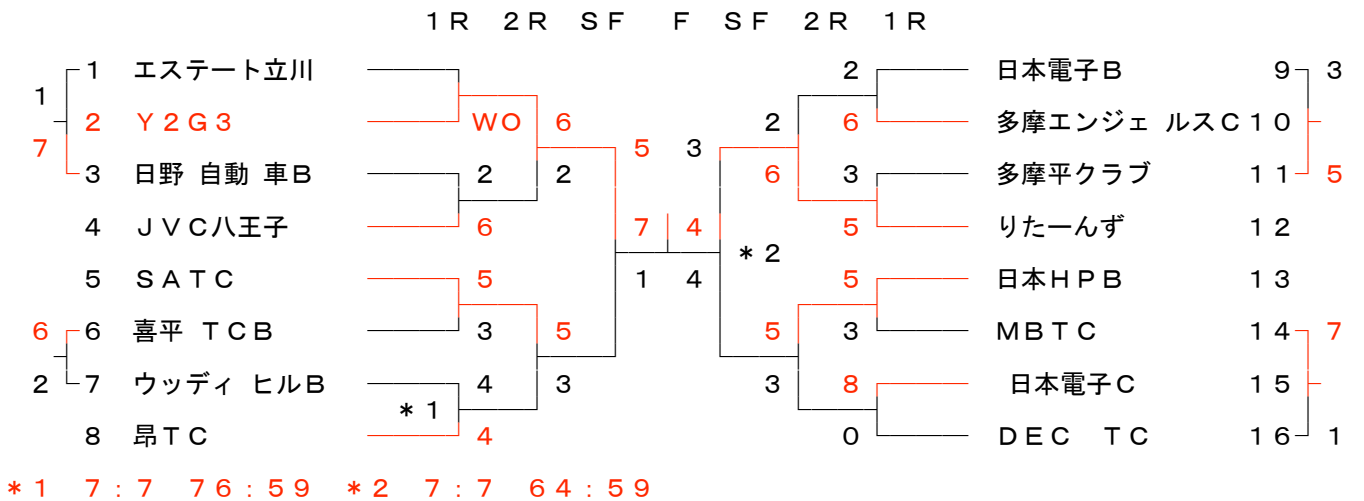 １Ｒ ２Ｒ ＳＦ Ｆ ＳＦ ２Ｒ １Ｒ
１ エステート立川 ２ 日本電子Ｂ ９ ３
１
２ Ｙ２Ｇ３ ＷＯ ６ ２ ６ 多摩エンジェ ルスＣ １０
７ ５ ３
３ 日野 自動 車Ｂ ２ ２ ６ ３ 多摩平クラブ １１ ５
４ ＪＶＣ八王子 ６ ７ ４ ５ りたーんず １２
＊２
５ ＳＡＴＣ ５ １ ４ ５ 日本ＨＰＢ １３
６ ６ 喜平 ＴＣＢ ３ ５ ５ ３ ＭＢＴＣ １４ ７
２ ７ ウッディ ヒルＢ ４ ３ ３ ８ 日本電子Ｃ １５
＊１
８ 昂ＴＣ ４ ０ ＤＥＣ ＴＣ １６ １
＊１ ７：７ ７６：５９ ＊２ ７：７ ６４：５９